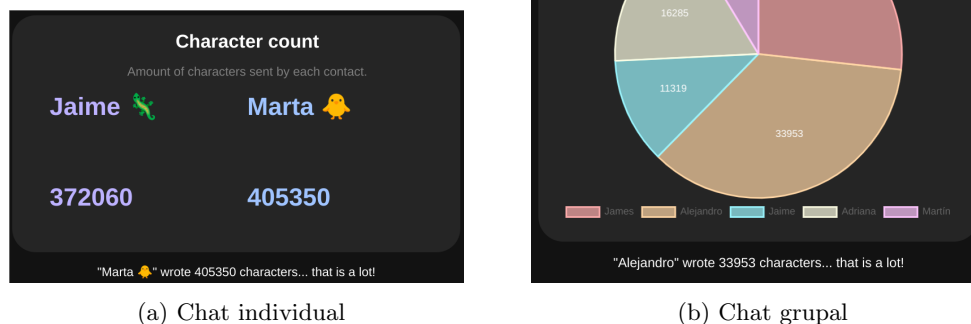 Character count
Amount of characters sent by each contact.
Jaime 🦎 Marta 🐥
372060 405350
"Marta 🐥" wrote 405350 characters... that is a lot!
(a) Chat individual
16285
11319
33953
James Alejandro Jaime Adriana Martín
"Alejandro" wrote 33953 characters... that is a lot!
(b) Chat grupal